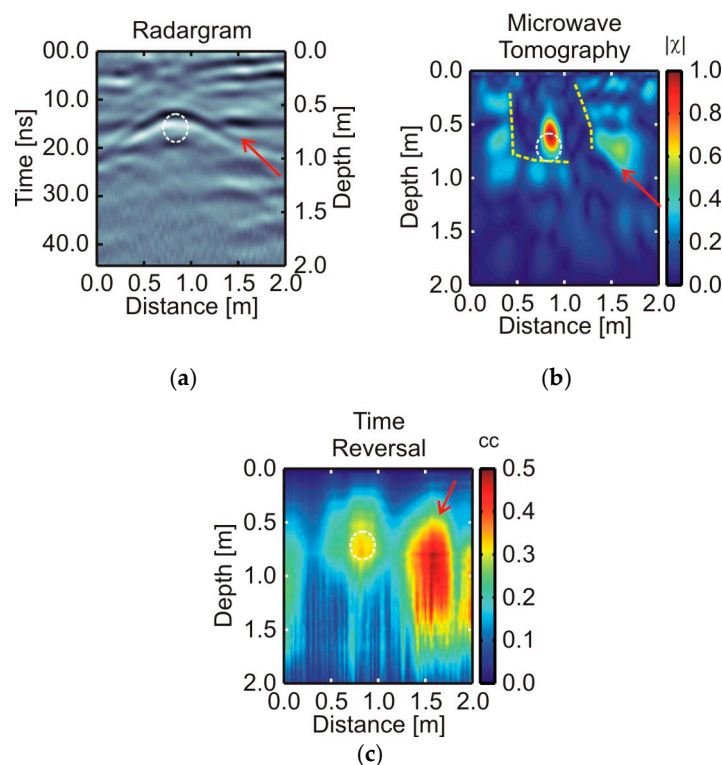 Radargram
Time [ns]
00.0
10.0
20.0
30.0
40.0
0.0
0.5
1.0
1.5
2.0
Depth [m]
0.0 0.5 1.0 1.5 2.0
Distance [m]
(a)
Microwave
Tomography
|χ|
Depth [m]
0.0
0.5
1.0
1.5
2.0
0.0 0.5 1.0 1.5 2.0
Distance [m]
1.0
0.8
0.6
0.4
0.2
0.0
(b)
Time
Reversal
cc
Depth [m]
0.0
0.5
1.0
1.5
2.0
0.0 0.5 1.0 1.5 2.0
Distance [m]
0.5
0.4
0.3
0.2
0.1
0.0
(c)